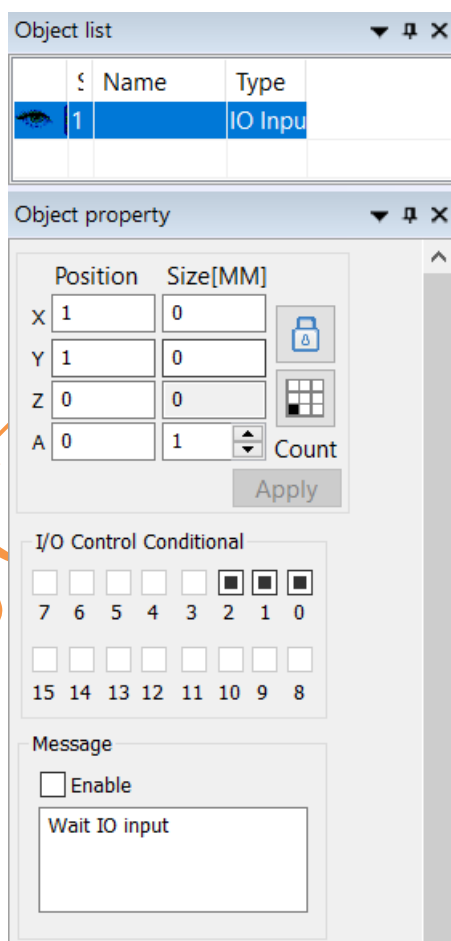 Object list
S Name Type
1 IO Inpu
Object property
Position Size[MM]
X 1 0
Y 1 0
Z 0 0
A 0 1 Count
Apply
I/O Control Conditional
7 6 5 4 3 2 1 0
15 14 13 12 11 10 9 8
Message
Enable
Wait IO input